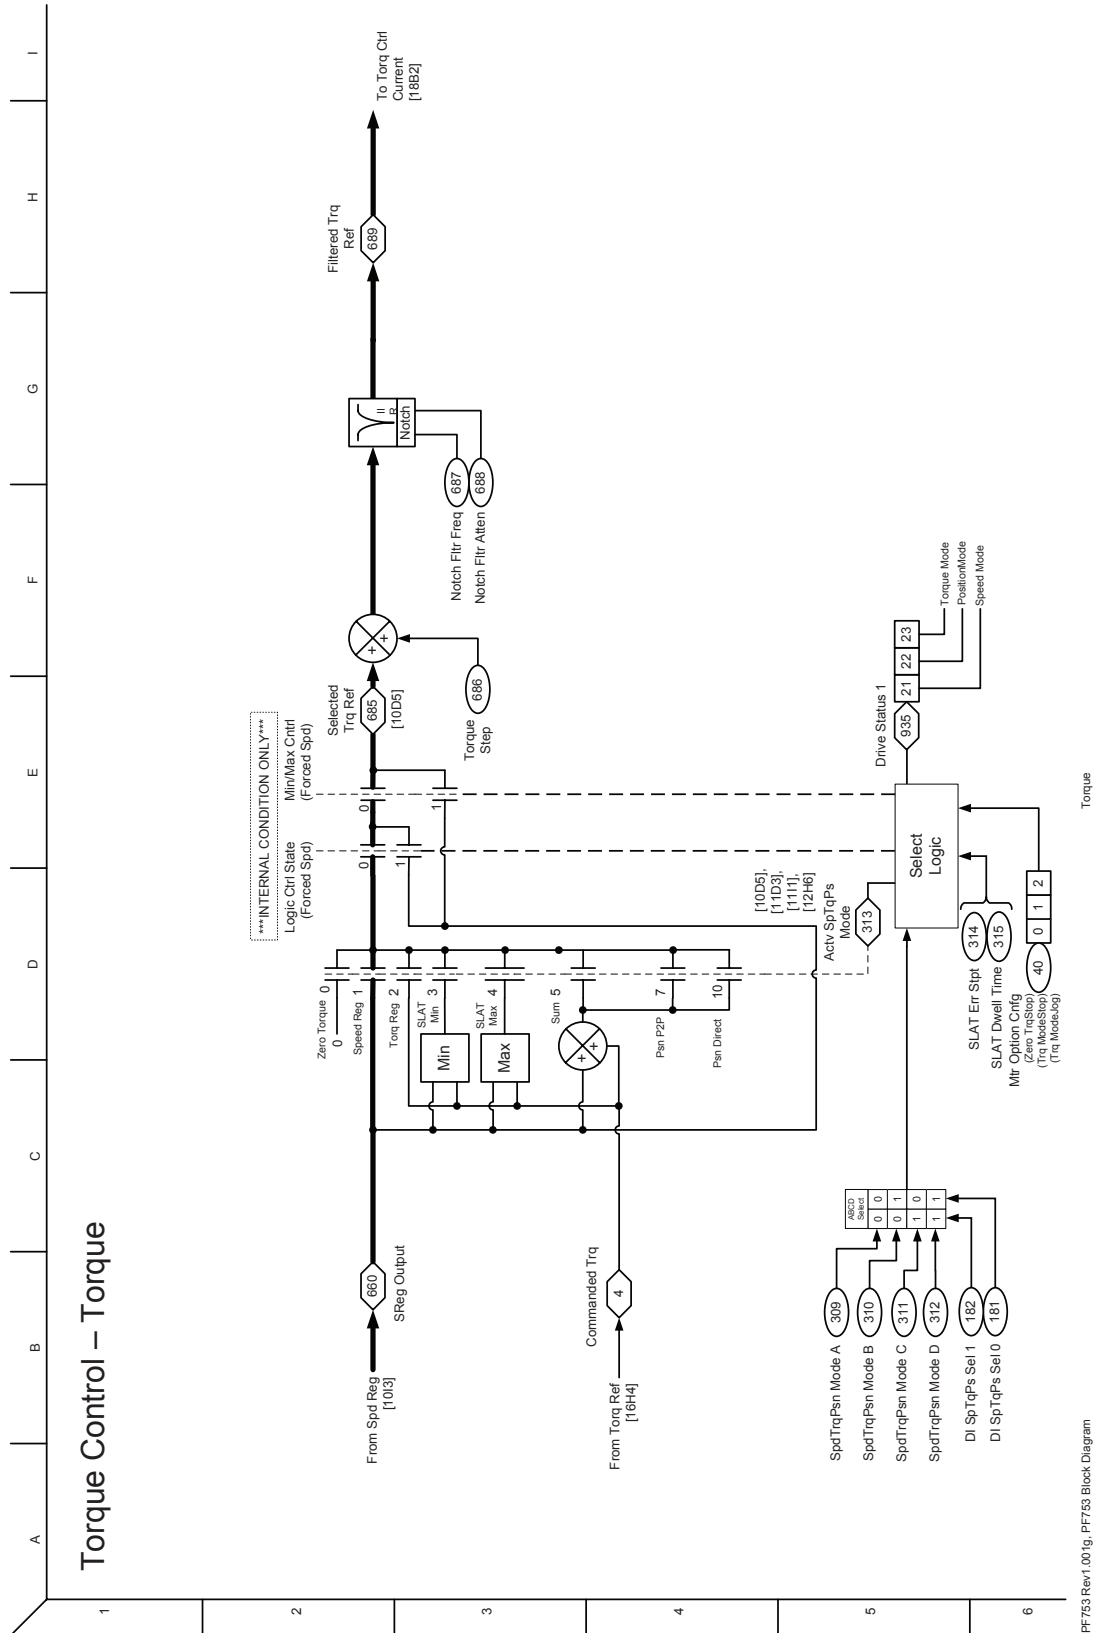 Torque Control – Torque
A
B
C
D
E
F
G
H
I
1
2
3
4
5
6
***INTERNAL CONDITION ONLY***
Logic Ctrl State
(Forced Spd)
Min/Max Cntrl
(Forced Spd)
From Spd Reg
[10I3]
660
SReg Output
Zero Torque 0
0
Speed Reg 1
Torq Reg 2
SLAT
Min 3
SLAT
Max 4
Sum 5
Psn P2P 7
Psn Direct 10
Min
Max
+
+
0
1
0
1
Selected
Trq Ref
685
[10D5]
+
+
686
Torque
Step
II
R
Notch
687
688
Notch Fltr Freq
Notch Fltr Atten
Filtered Trq
Ref
689
To Torq Ctrl
Current
[18B2]
From Torq Ref
[16H4]
Commanded Trq
4
[10D5],
[11D3],
[11I1],
[12H6]
Actv SpTqPs
Mode
313
Select
Logic
Drive Status 1
935
21 22 23
Torque Mode
PositionMode
Speed Mode
SpdTrqPsn Mode A 309
SpdTrqPsn Mode B 310
SpdTrqPsn Mode C 311
SpdTrqPsn Mode D 312
DI SpTqPs Sel 1 182
DI SpTqPs Sel 0 181
ABCD
Select
0 0
0 1
1 0
1 1
SLAT Err Stpt 314
SLAT Dwell Time 315
Mtr Option Cnfg 40
0 1 2
(Zero TrqStop)
(Trq ModeStop)
(Trq ModeJog)
PF753 Rev1.001g, PF753 Block Diagram
Torque